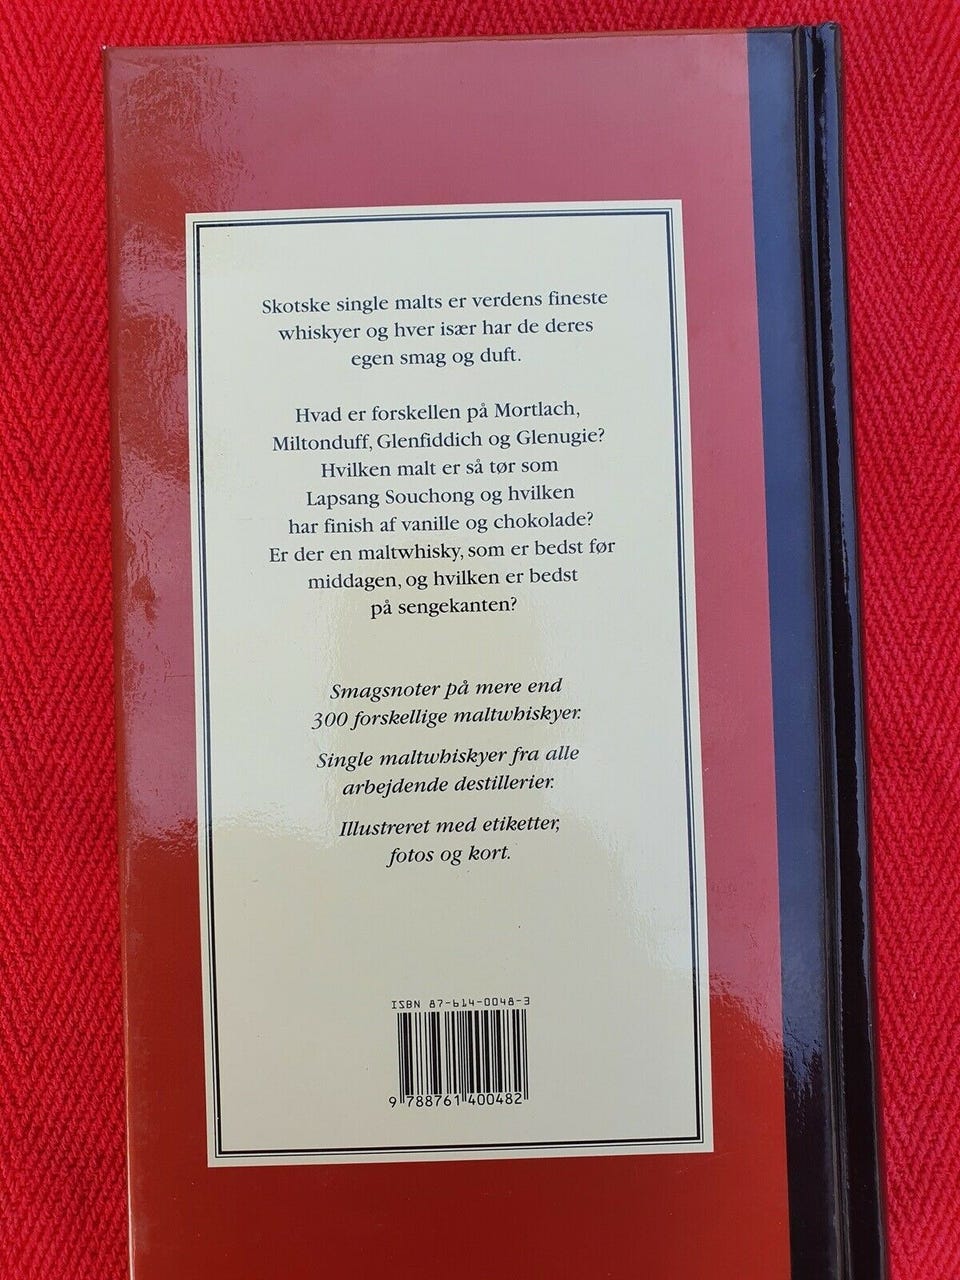 Skotske single malts er verdens fineste
whiskyer og hver især har de deres
egen smag og duft.
Hvad er forskellen på Mortlach,
Miltonduff, Glenfiddich og Glenugie?
Hvilken malt er så tør som
Lapsang Souchong og hvilken
har finish af vanille og chokolade?
Er der en maltwhisky, som er bedst før
middagen, og hvilken er bedst
på sengekanten?
Smagsnoter på mere end
300 forskellige maltwhiskyer.
Single maltwhiskyer fra alle
arbejdende destillerier.
Illustreret med etiketter,
fotos og kort.
ISBN 87-614-0048-3
9 788761 400482